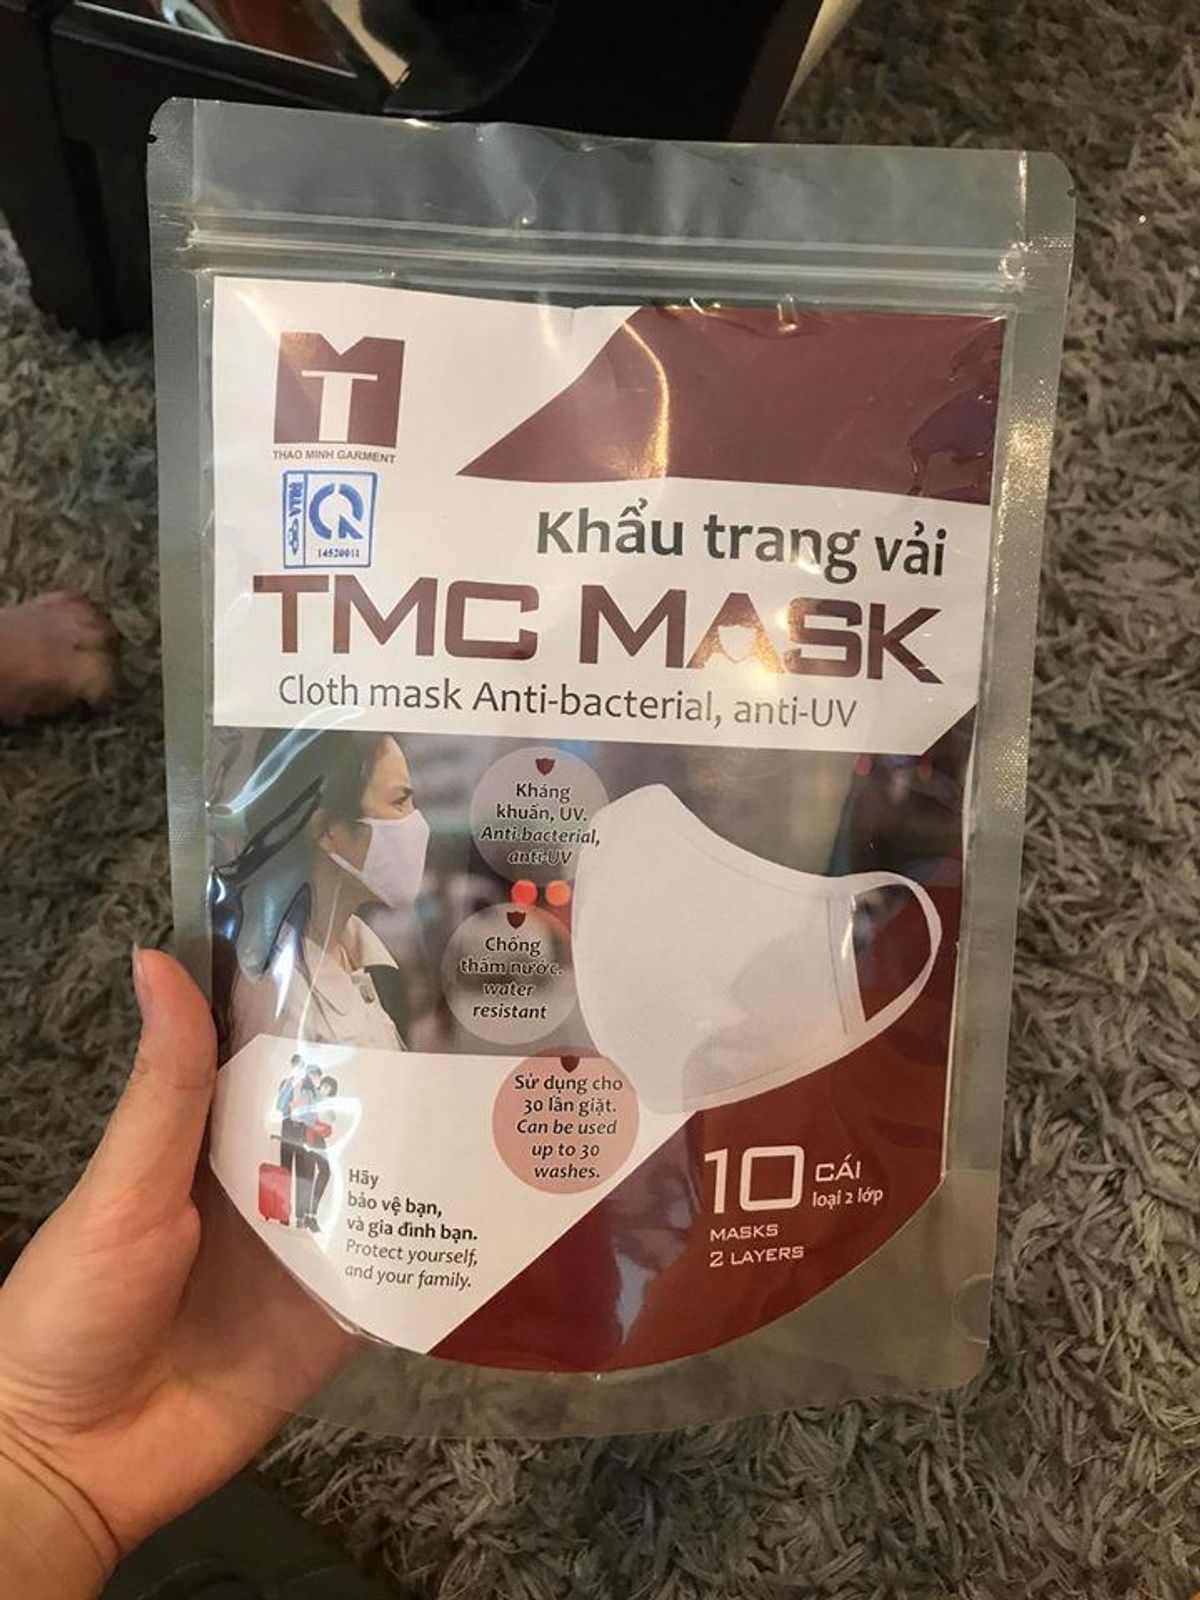 THAO MINH GARMENT
14520011
Khẩu trang vải
TMC MASK
Cloth mask Anti-bacterial, anti-UV
Kháng
khuẩn, UV.
Anti bacterial,
anti-UV
Chống
thấm nước.
water
resistant
Sử dụng cho
30 lần giặt.
Can be used
up to 30
washes.
Hãy
bảo vệ bạn,
và gia đình bạn.
Protect yourself,
and your family.
10 CÁI
loại 2 lớp
MASKS
2 LAYERS